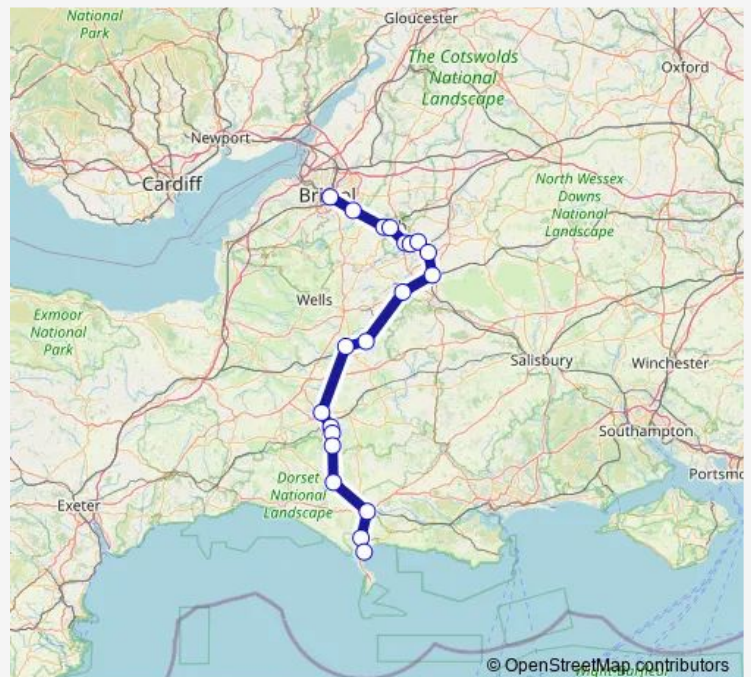 National
Park
Gloucester
The Cotswolds
National
Landscape
Oxford
Newport
Cardiff
Bristol
North Wessex
Downs
National
Landscape
Wells
Exmoor
National
Park
Salisbury
Winchester
Southampton
Portsmo
Dorset
National
Landscape
Exeter
© OpenStreetMap contributors